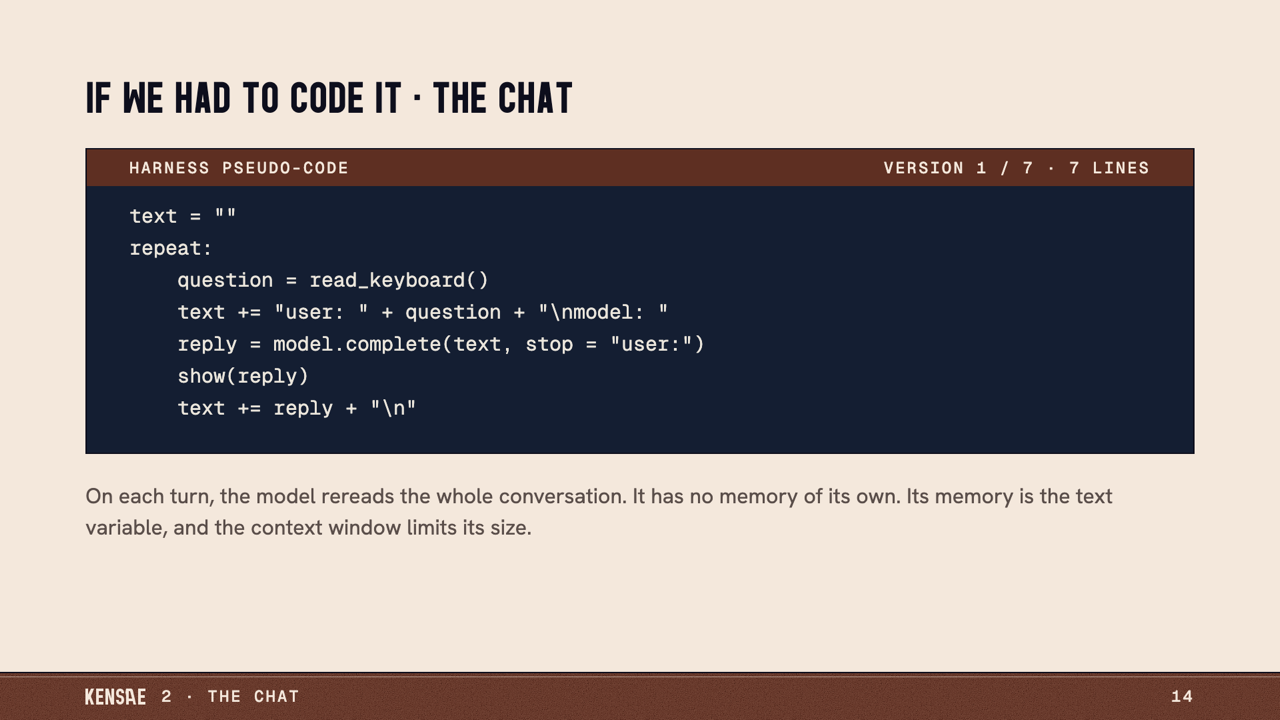 IF WE HAD TO CODE IT · THE CHAT
HARNESS PSEUDO-CODE
VERSION 1 / 7 · 7 LINES
text = ""
repeat:
    question = read_keyboard()
    text += "user: " + question + "\nmodel: "
    reply = model.complete(text, stop = "user:")
    show(reply)
    text += reply + "\n"
On each turn, the model rereads the whole conversation. It has no memory of its own. Its memory is the text
variable, and the context window limits its size.
KENSAE 2 · THE CHAT
14